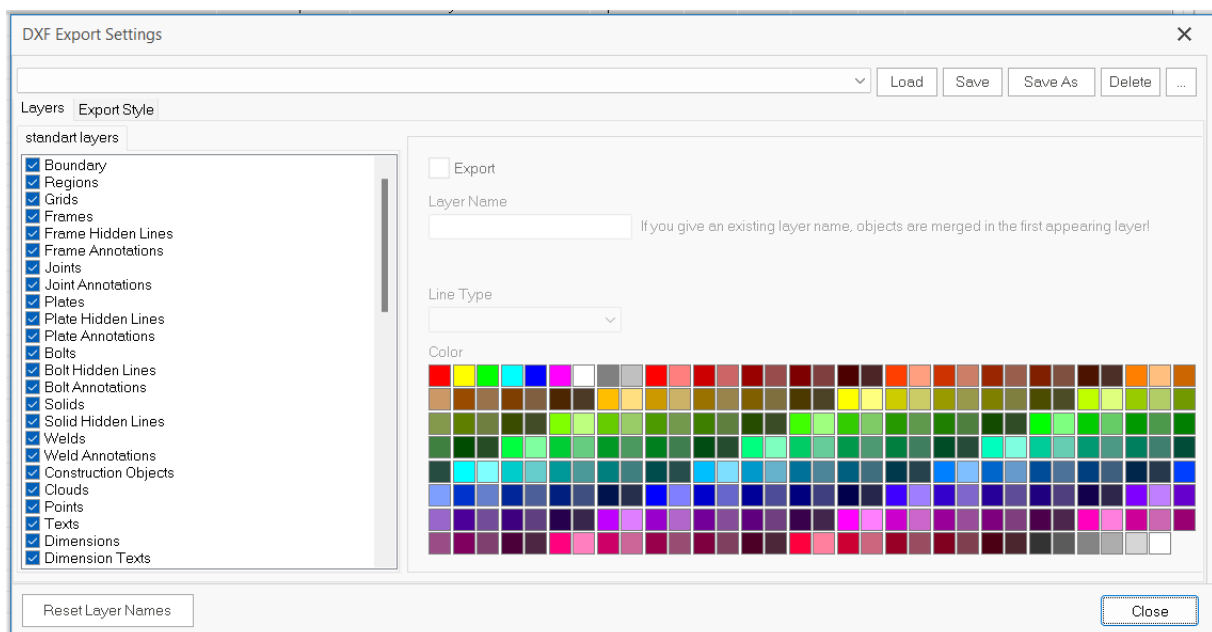 DXF Export Settings
Load Save Save As Delete ...
Layers Export Style
standart layers
Boundary
Regions
Grids
Frames
Frame Hidden Lines
Frame Annotations
Joints
Joint Annotations
Plates
Plate Hidden Lines
Plate Annotations
Bolts
Bolt Hidden Lines
Bolt Annotations
Solids
Solid Hidden Lines
Welds
Weld Annotations
Construction Objects
Clouds
Points
Texts
Dimensions
Dimension Texts
Export
Layer Name
If you give an existing layer name, objects are merged in the first appearing layer!
Line Type
Color
Reset Layer Names
Close